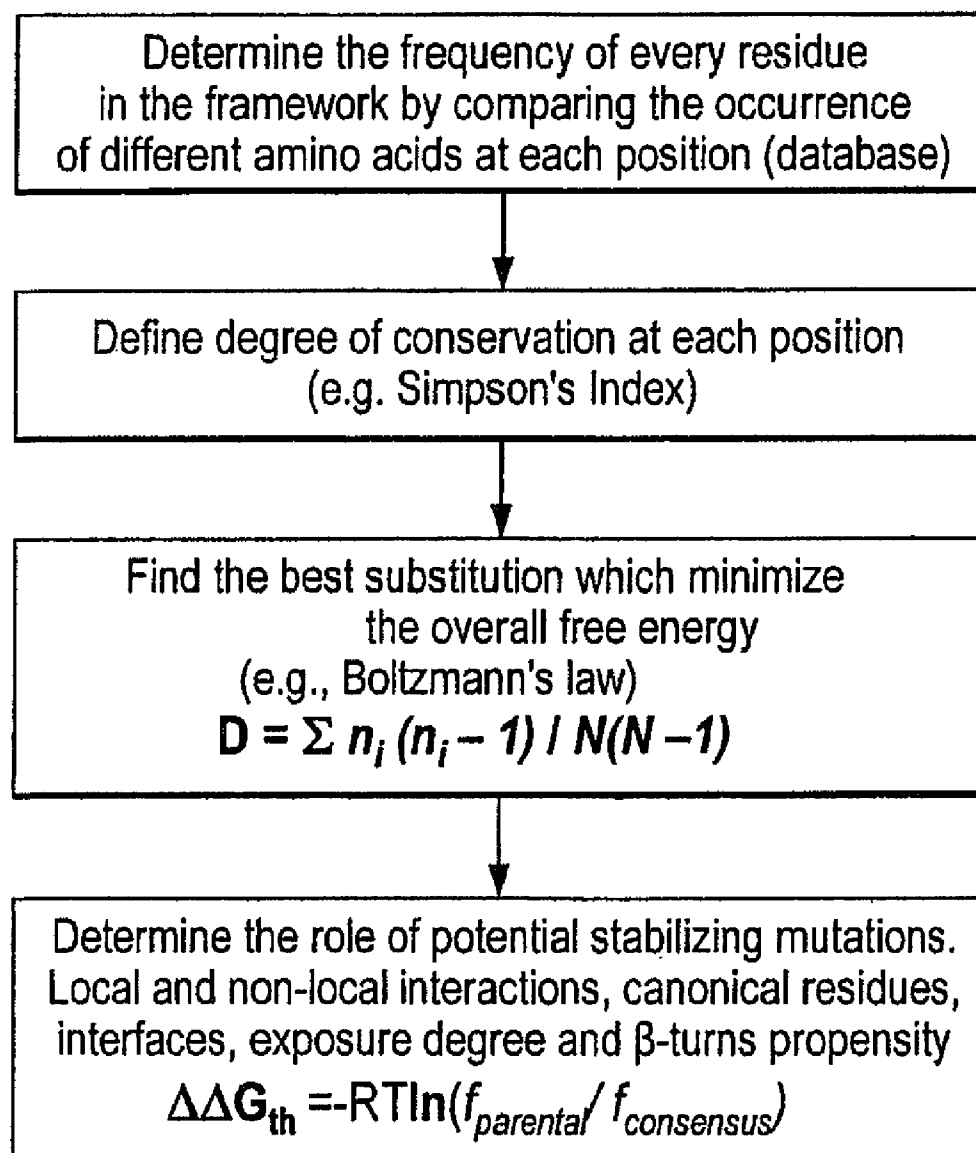 Determine the frequency of every residue
in the framework by comparing the occurrence
of different amino acids at each position (database)
Define degree of conservation at each position
(e.g. Simpson's Index)
Find the best substitution which minimize
the overall free energy
(e.g., Boltzmann's law)
D = Σ nᵢ (nᵢ – 1) / N(N –1)
Determine the role of potential stabilizing mutations.
Local and non-local interactions, canonical residues,
interfaces, exposure degree and β-turns propensity
ΔΔG_th =-RTln(f_parental/ f_consensus)